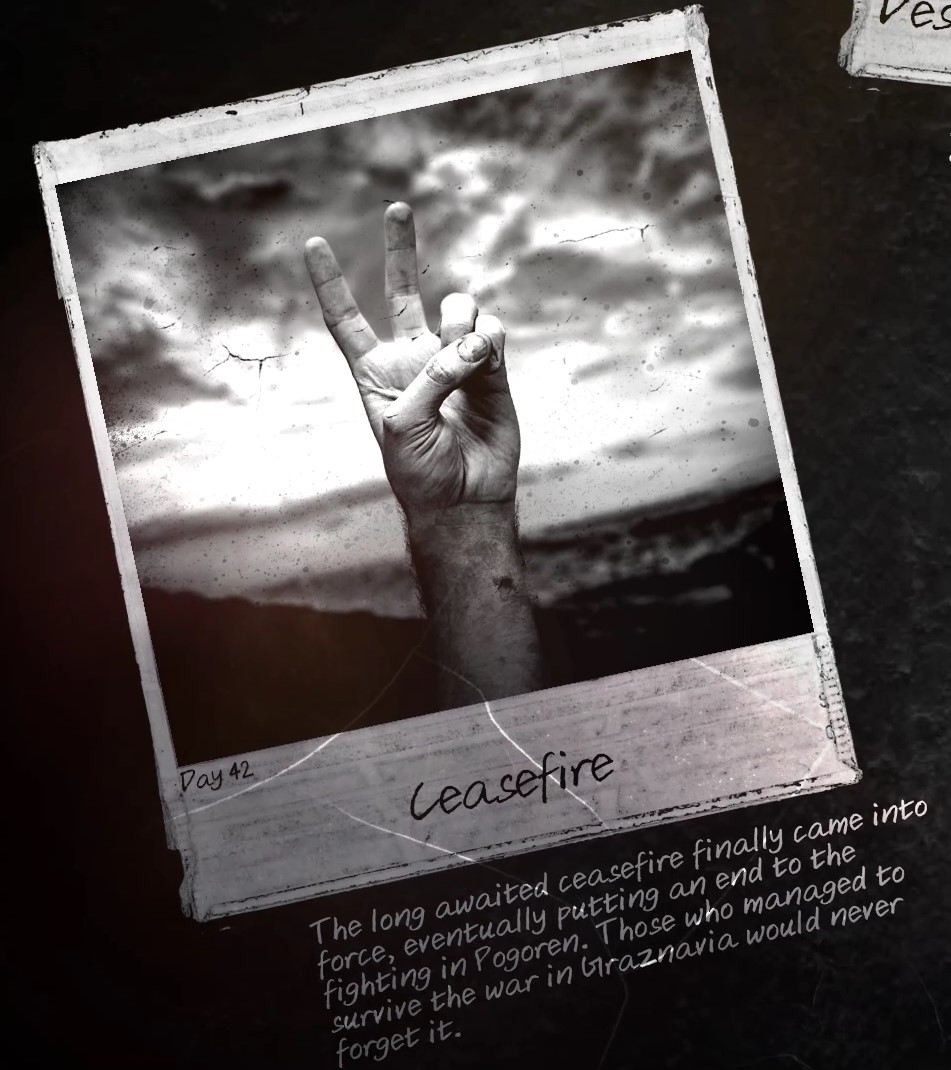 Ves
Day 42
Ceasefire
The long awaited ceasefire finally came into
force, eventually putting an end to the
fighting in Pogoren. Those who managed to
survive the war in Graznavia would never
forget it.